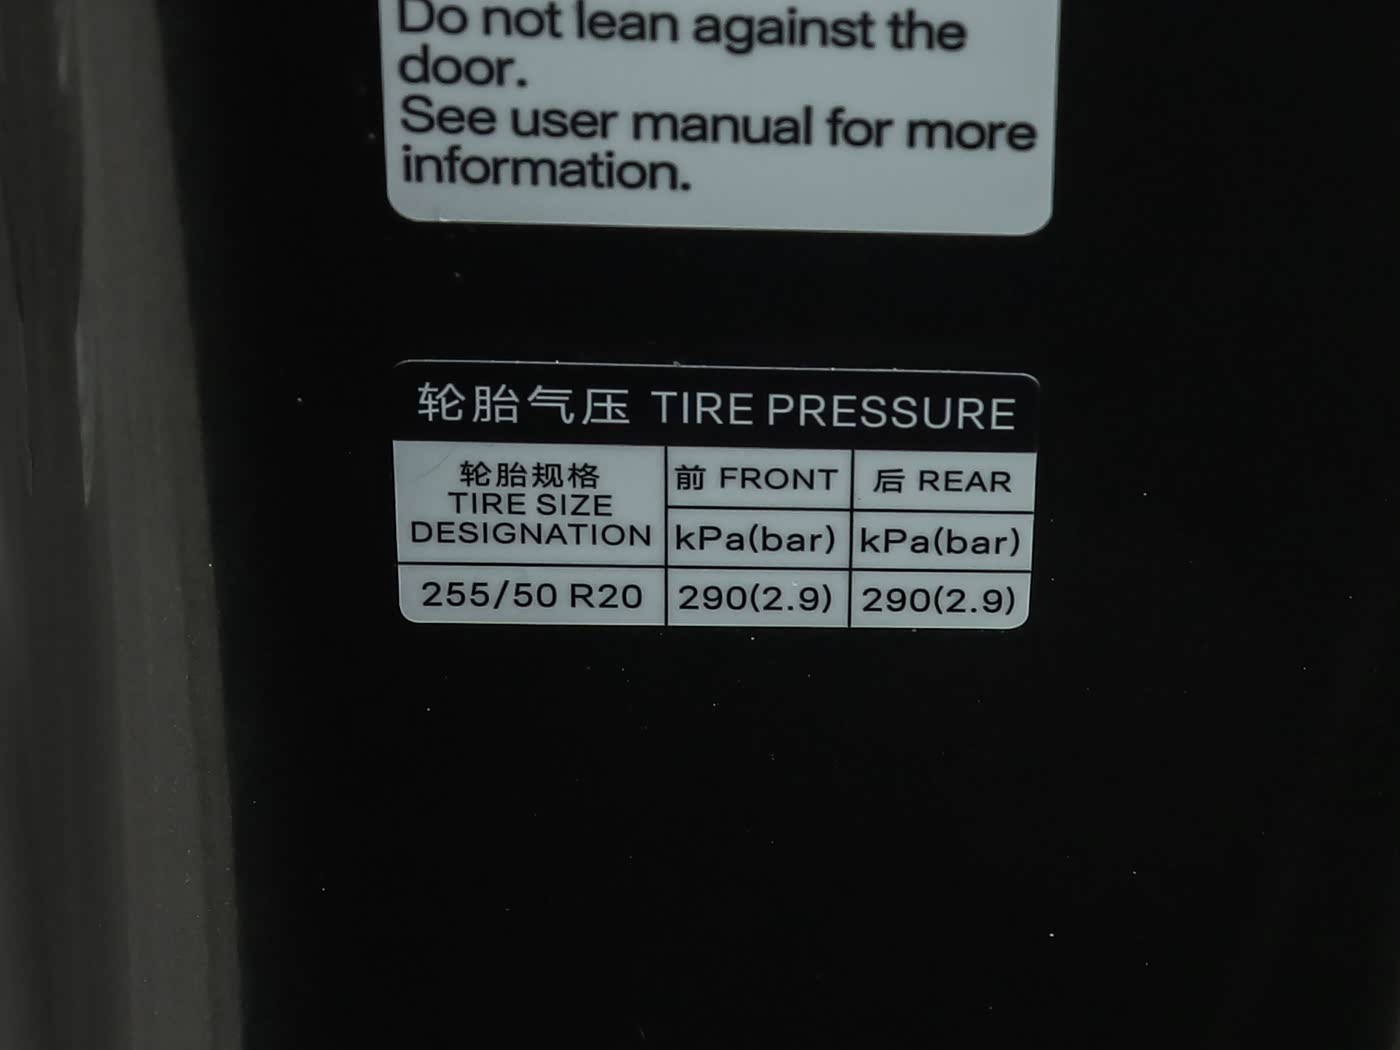 Do not lean against the
door.
See user manual for more
information.
轮胎气压 TIRE PRESSURE
轮胎规格
TIRE SIZE
DESIGNATION
前 FRONT
后 REAR
kPa(bar)
kPa(bar)
255/50 R20
290(2.9)
290(2.9)